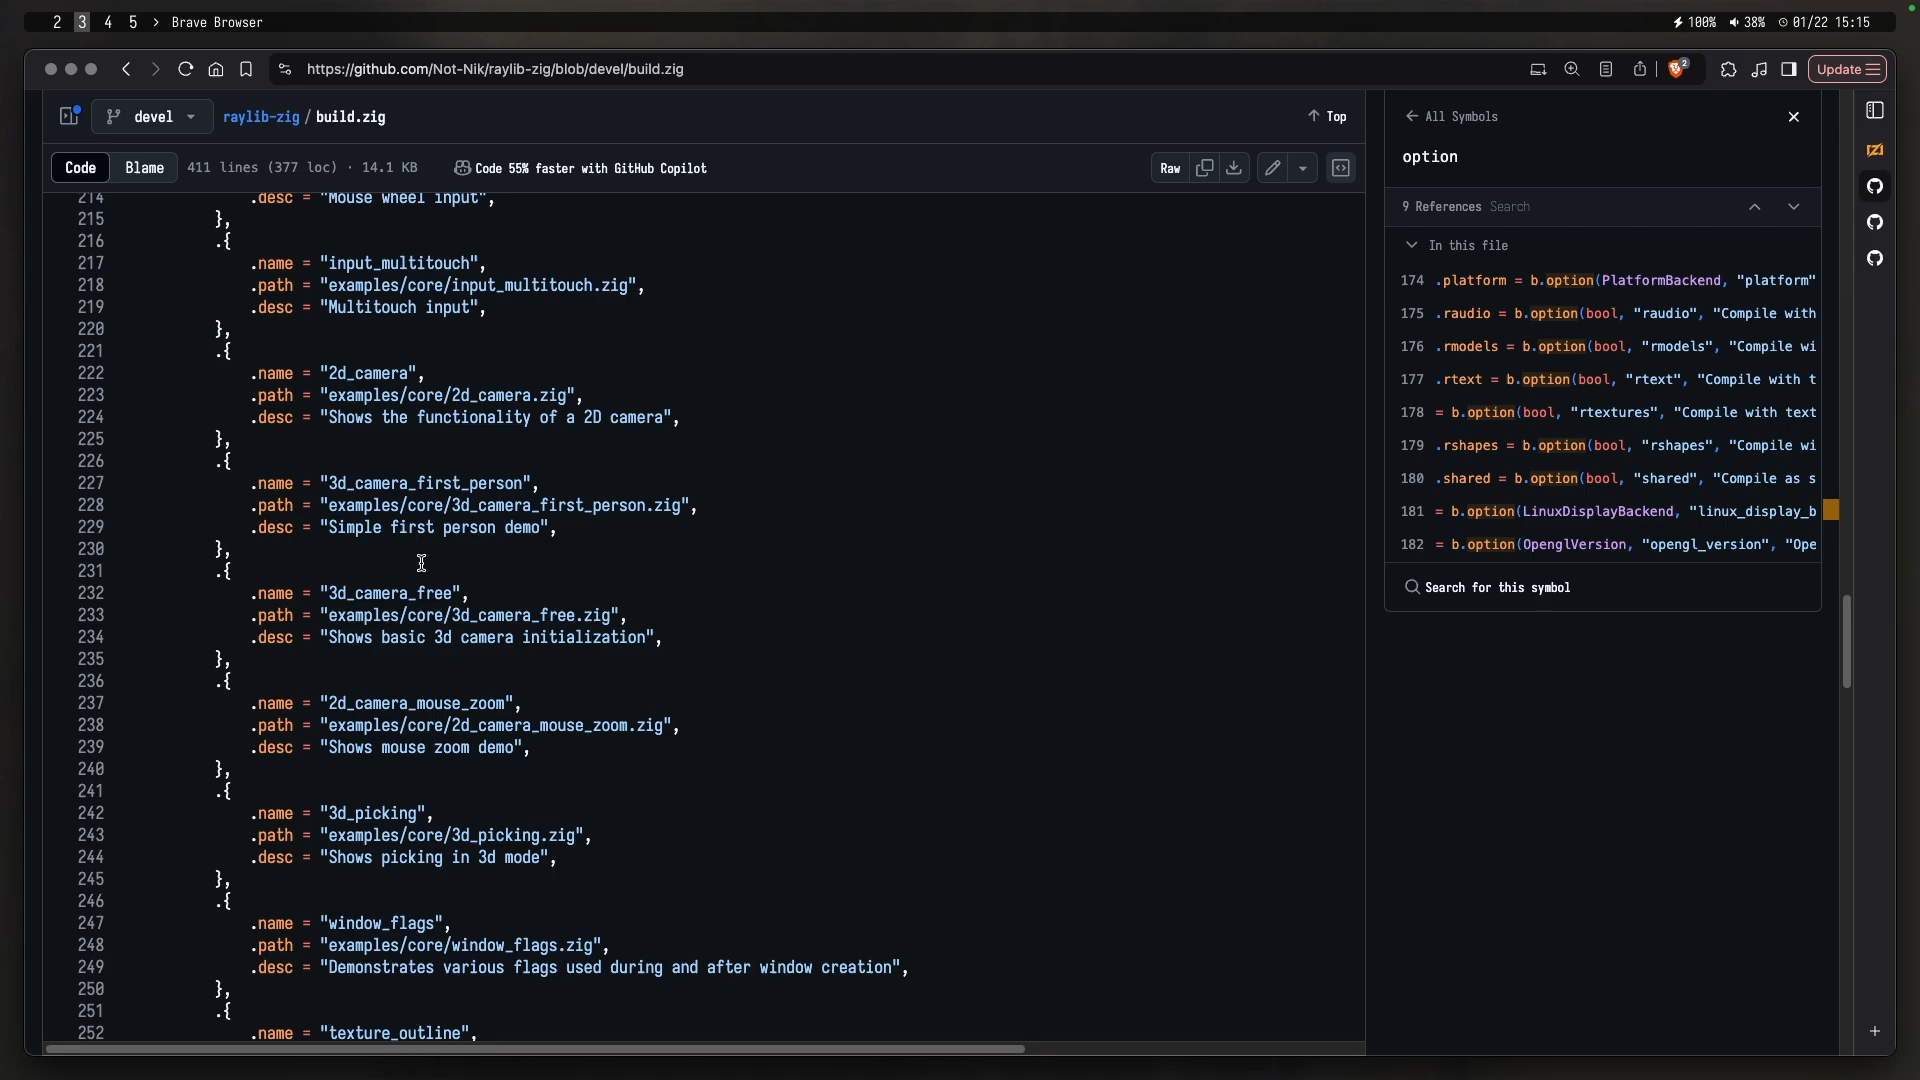 2 3 4 5 > Brave Browser
100% 38% 01/22 15:15
https://github.com/Not-Nik/raylib-zig/blob/devel/build.zig
2
Update
devel
raylib-zig / build.zig
Top
Code Blame 411 lines (377 loc) · 14.1 KB Code 55% faster with GitHub Copilot
Raw
214 .desc = "Mouse wheel input",
215 },
216 .{
217 .name = "input_multitouch",
218 .path = "examples/core/input_multitouch.zig",
219 .desc = "Multitouch input",
220 },
221 .{
222 .name = "2d_camera",
223 .path = "examples/core/2d_camera.zig",
224 .desc = "Shows the functionality of a 2D camera",
225 },
226 .{
227 .name = "3d_camera_first_person",
228 .path = "examples/core/3d_camera_first_person.zig",
229 .desc = "Simple first person demo",
230 },
231 .{
232 .name = "3d_camera_free",
233 .path = "examples/core/3d_camera_free.zig",
234 .desc = "Shows basic 3d camera initialization",
235 },
236 .{
237 .name = "2d_camera_mouse_zoom",
238 .path = "examples/core/2d_camera_mouse_zoom.zig",
239 .desc = "Shows mouse zoom demo",
240 },
241 .{
242 .name = "3d_picking",
243 .path = "examples/core/3d_picking.zig",
244 .desc = "Shows picking in 3d mode",
245 },
246 .{
247 .name = "window_flags",
248 .path = "examples/core/window_flags.zig",
249 .desc = "Demonstrates various flags used during and after window creation",
250 },
251 .{
252 .name = "texture_outline",
All Symbols
option
9 References Search
In this file
174 .platform = b.option(PlatformBackend, "platform"
175 .raudio = b.option(bool, "raudio", "Compile with
176 .rmodels = b.option(bool, "rmodels", "Compile wi
177 .rtext = b.option(bool, "rtext", "Compile with t
178 = b.option(bool, "rtextures", "Compile with text
179 .rshapes = b.option(bool, "rshapes", "Compile wi
180 .shared = b.option(bool, "shared", "Compile as s
181 = b.option(LinuxDisplayBackend, "linux_display_b
182 = b.option(OpenglVersion, "opengl_version", "Ope
Search for this symbol